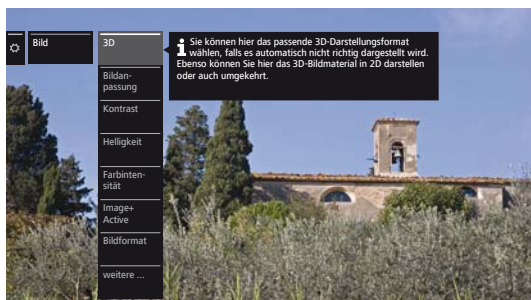 Bild
3D
Sie können hier das passende 3D-Darstellungsformat
wählen, falls es automatisch nicht richtig dargestellt wird.
Ebenso können Sie hier das 3D-Bildmaterial in 2D darstellen
oder auch umgekehrt.
Bildan-
passung
Kontrast
Helligkeit
Farbinten-
sität
Image+
Active
Bildformat
weitere ...